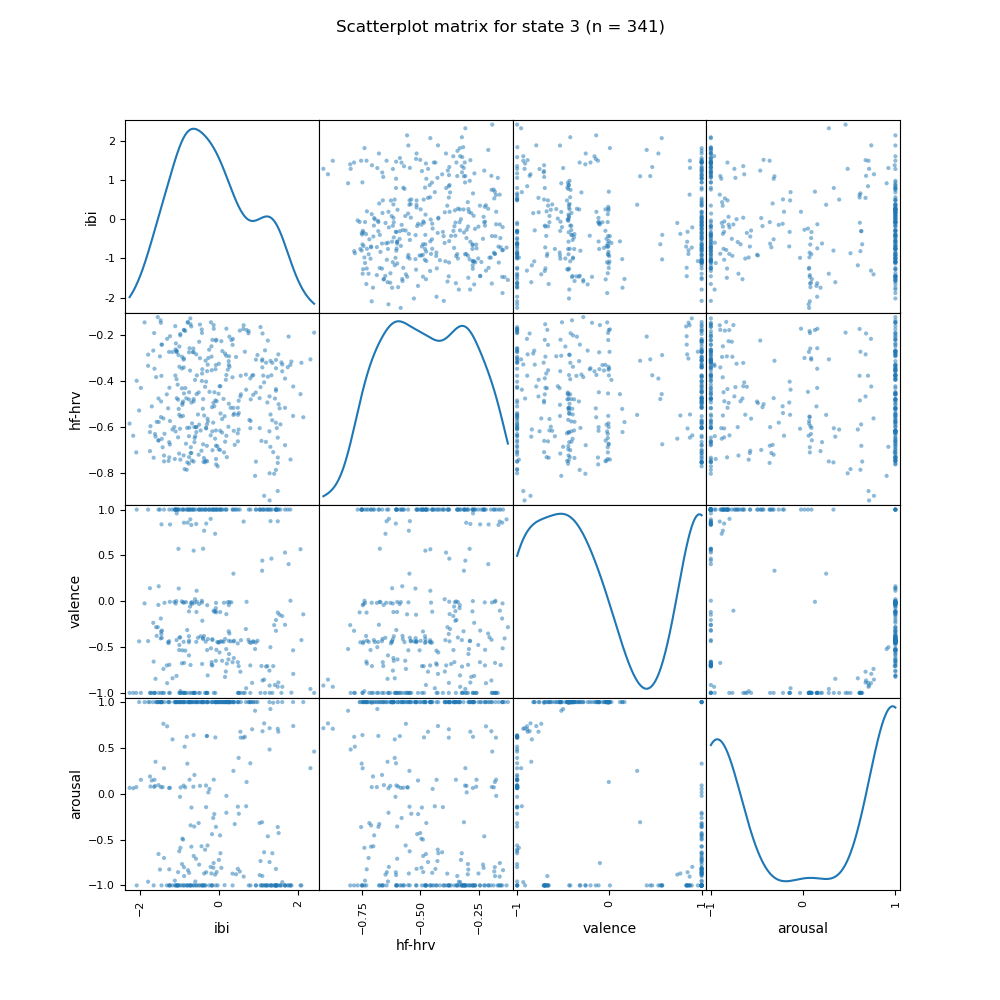 Scatterplot matrix for state 3 (n = 341)
ibi
2
1
0
−1
−2
hf-hrv
−0.2
−0.4
−0.6
−0.8
valence
1.0
0.5
0.0
−0.5
−1.0
arousal
1.0
0.5
0.0
−0.5
−1.0
−2 0 2 −0.75 −0.50 −0.25 −1 0 1 −1 0 1
ibi hf-hrv valence arousal